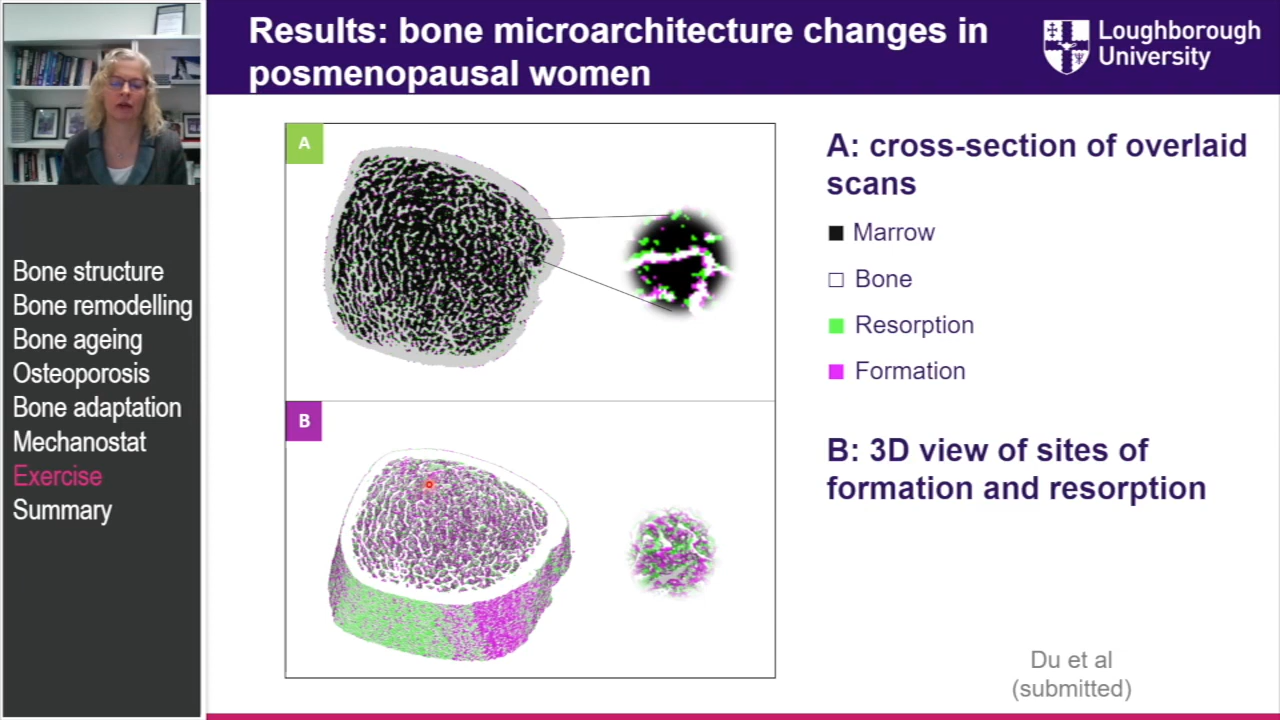 Results: bone microarchitecture changes in
posmenopausal women
Loughborough
University
Bone structure
Bone remodelling
Bone ageing
Osteoporosis
Bone adaptation
Mechanostat
Exercise
Summary
A
B
A: cross-section of overlaid
scans
Marrow
Bone
Resorption
Formation
B: 3D view of sites of
formation and resorption
Du et al
(submitted)